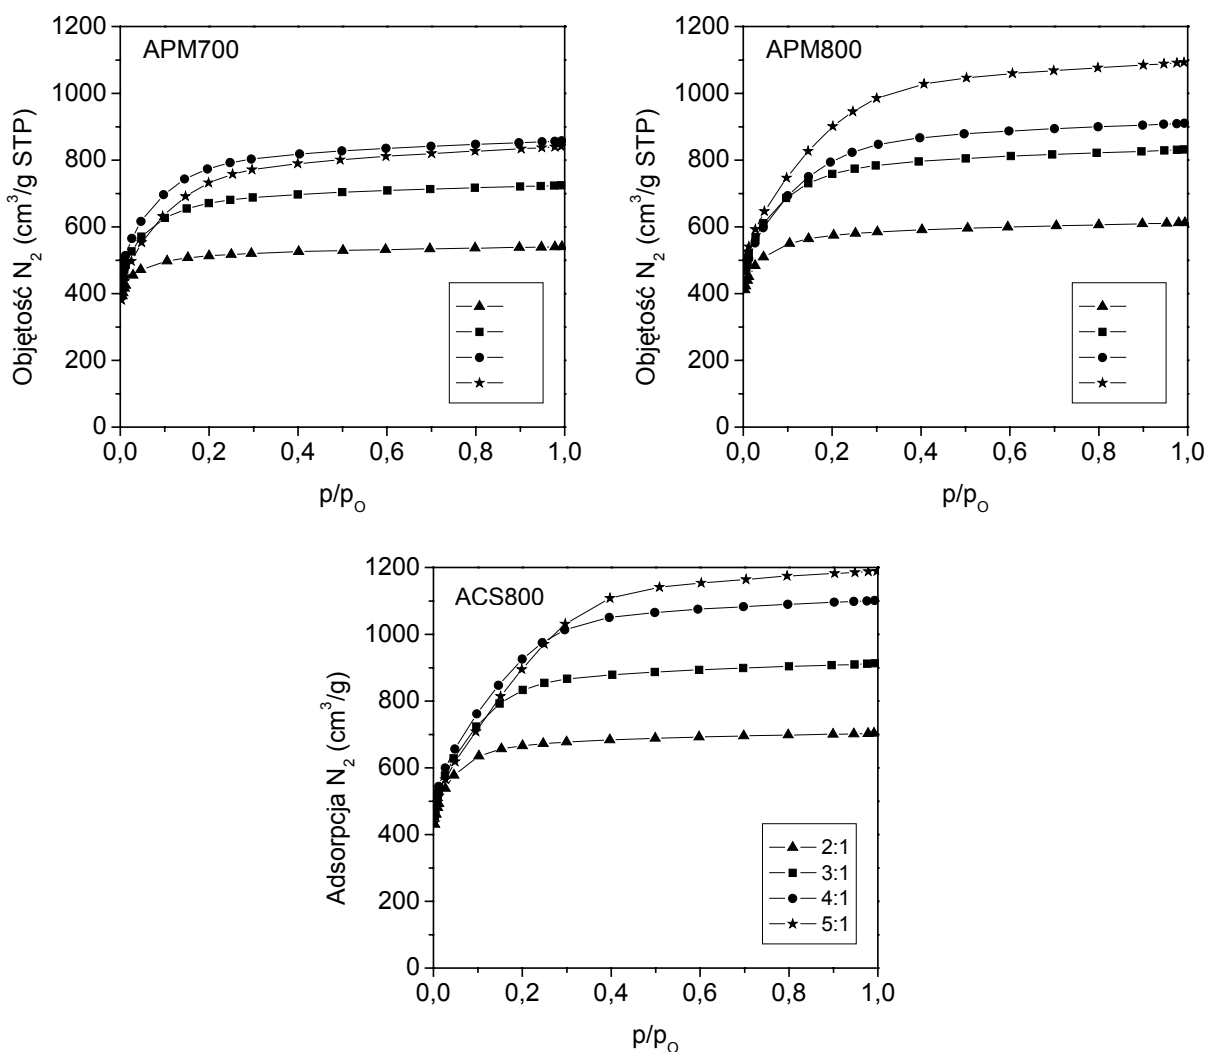 APM700
Objętość N₂ (cm³/g STP)
1200
1000
800
600
400
200
0
0,0 0,2 0,4 0,6 0,8 1,0
p/pO
APM800
Objętość N₂ (cm³/g STP)
1200
1000
800
600
400
200
0
0,0 0,2 0,4 0,6 0,8 1,0
p/pO
ACS800
Adsorpcja N₂ (cm³/g)
1200
1000
800
600
400
200
0
2:1
3:1
4:1
5:1
0,0 0,2 0,4 0,6 0,8 1,0
p/pO